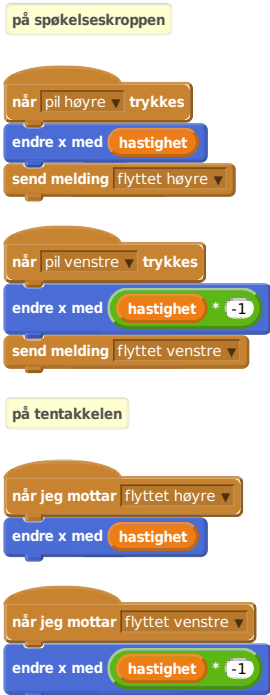 på spøkelseskroppen
når pil høyre ▼ trykkes
endre x med hastighet
send melding flyttet høyre ▼
når pil venstre ▼ trykkes
endre x med hastighet * -1
send melding flyttet venstre ▼
på tentakkelen
når jeg mottar flyttet høyre ▼
endre x med hastighet
når jeg mottar flyttet venstre ▼
endre x med hastighet * -1